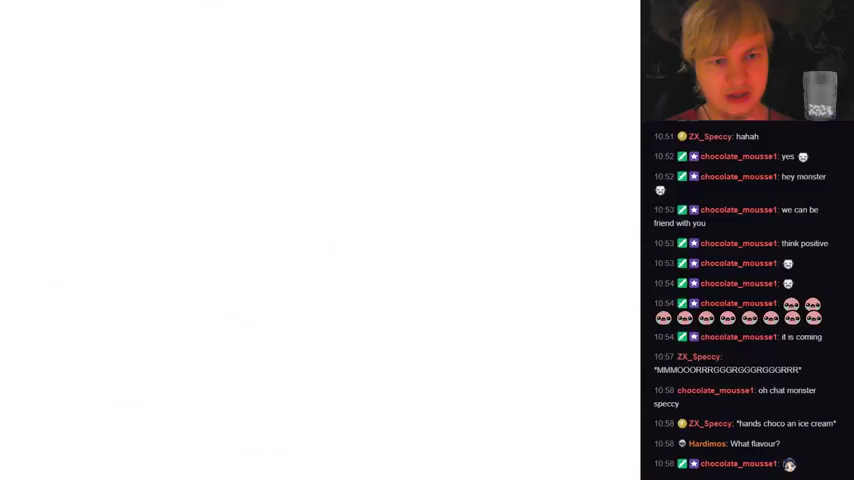 10:51 ZX_Speccy: hahah
10:52 chocolate_mousse1: yes
10:52 chocolate_mousse1: hey monster
10:53 chocolate_mousse1: we can be
friend with you
10:53 chocolate_mousse1: think positive
10:53 chocolate_mousse1:
10:54 chocolate_mousse1:
10:54 chocolate_mousse1:
10:54 chocolate_mousse1: it is coming
10:57 ZX_Speccy:
*MMMOOORRRGGGRGGGRGGGRRR*
10:58 chocolate_mousse1: oh chat monster
speccy
10:58 ZX_Speccy: *hands choco an ice cream*
10:58 Hardimos: What flavour?
10:58 chocolate_mousse1: